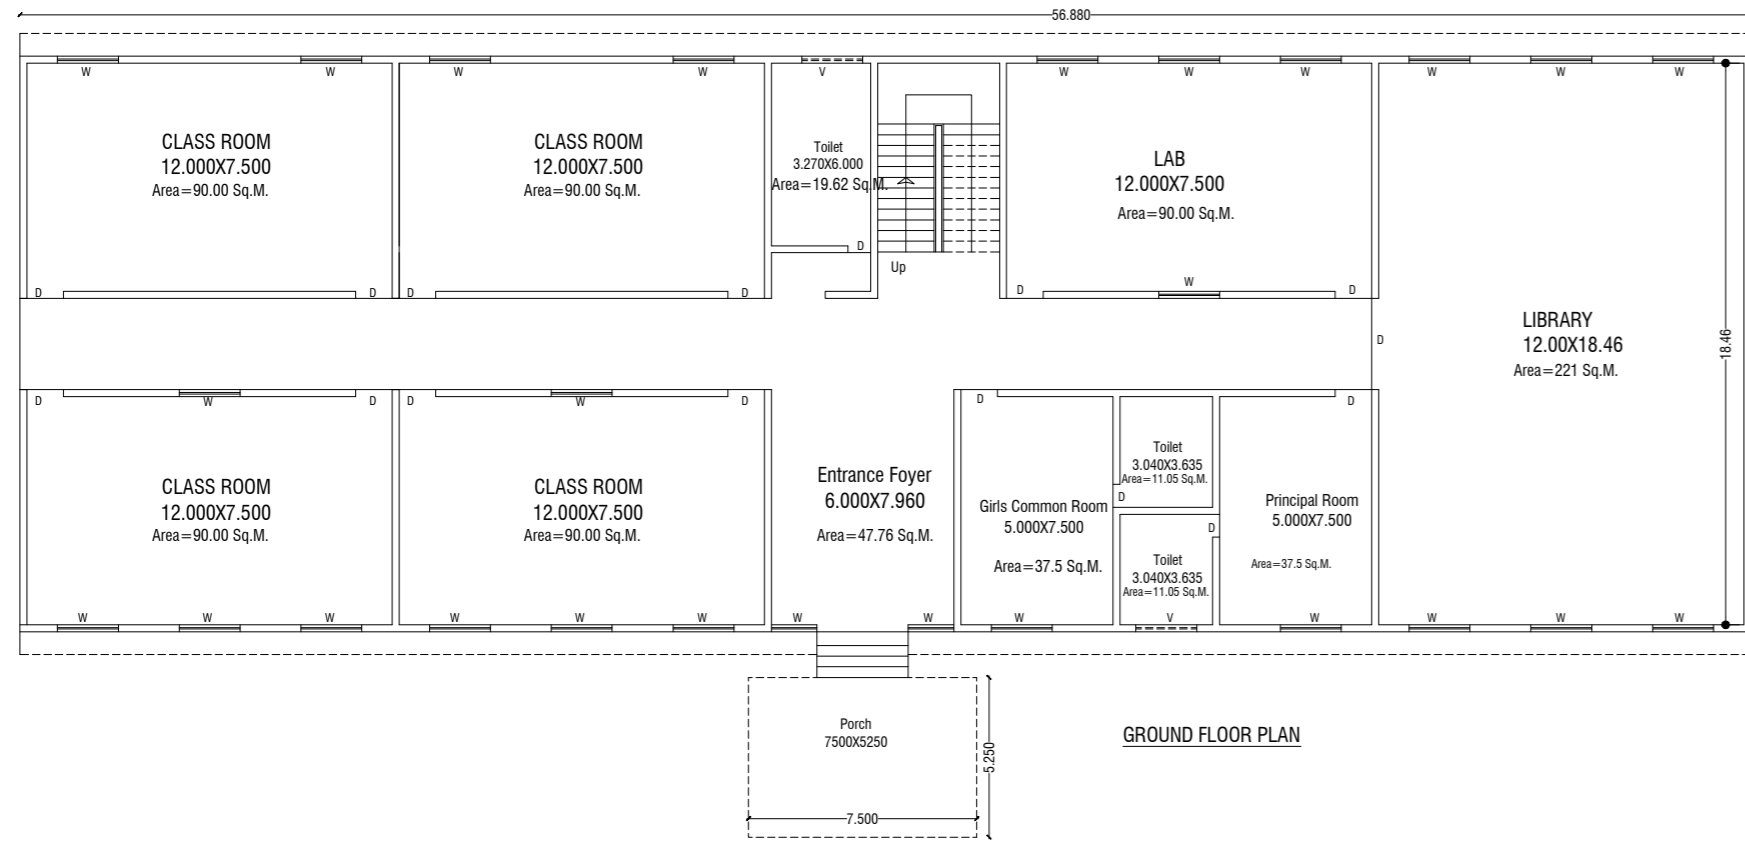 56.880
W W W W V W W W W W W
CLASS ROOM
12.000X7.500
Area=90.00 Sq.M.
CLASS ROOM
12.000X7.500
Area=90.00 Sq.M.
Toilet
3.270X6.000
Area=19.62 Sq.M.
D
Up
LAB
12.000X7.500
Area=90.00 Sq.M.
W
D D D D D D
LIBRARY
12.00X18.46
Area=221 Sq.M.
18.46
D
D W D D W D D D
CLASS ROOM
12.000X7.500
Area=90.00 Sq.M.
CLASS ROOM
12.000X7.500
Area=90.00 Sq.M.
Entrance Foyer
6.000X7.960
Area=47.76 Sq.M.
Girls Common Room
5.000X7.500
Area=37.5 Sq.M.
Toilet
3.040X3.635
Area=11.05 Sq.M.
D
D
Toilet
3.040X3.635
Area=11.05 Sq.M.
Principal Room
5.000X7.500
Area=37.5 Sq.M.
W W W W W W W W W V W W W W
Porch
7500X5250
5.250
7.500
GROUND FLOOR PLAN